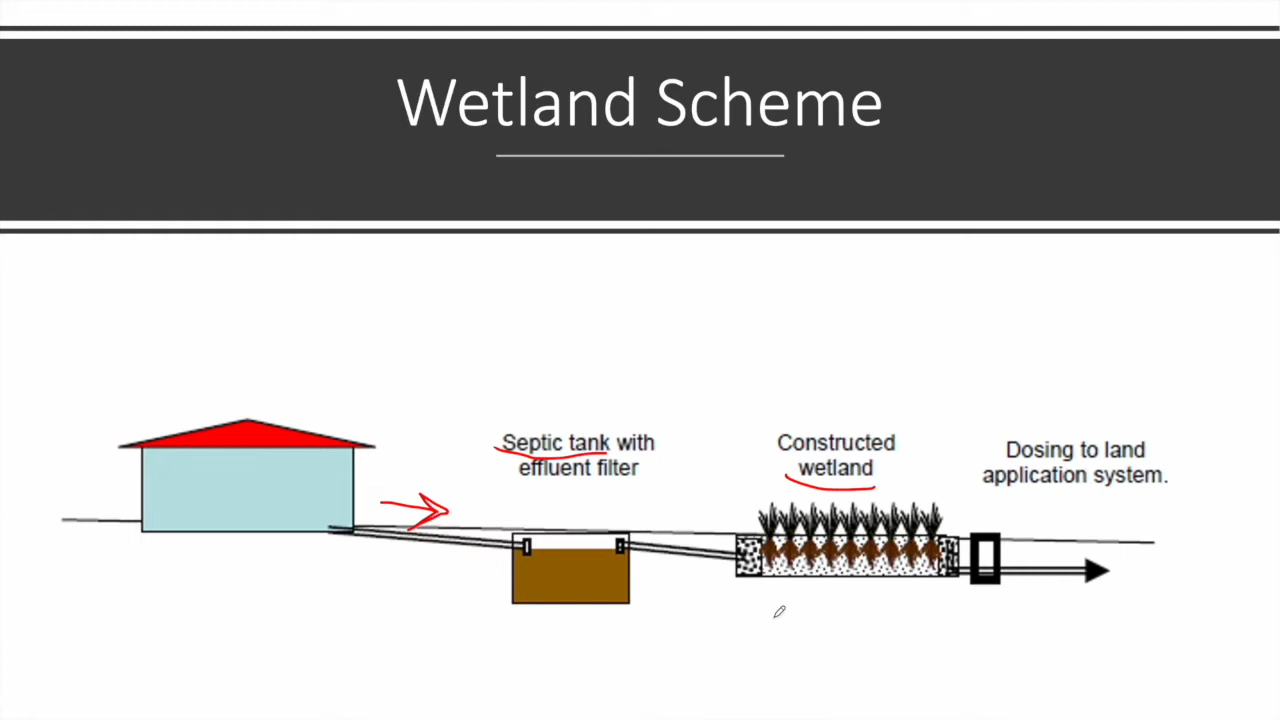 Wetland Scheme
Septic tank with
effluent filter
Constructed
wetland
Dosing to land
application system.